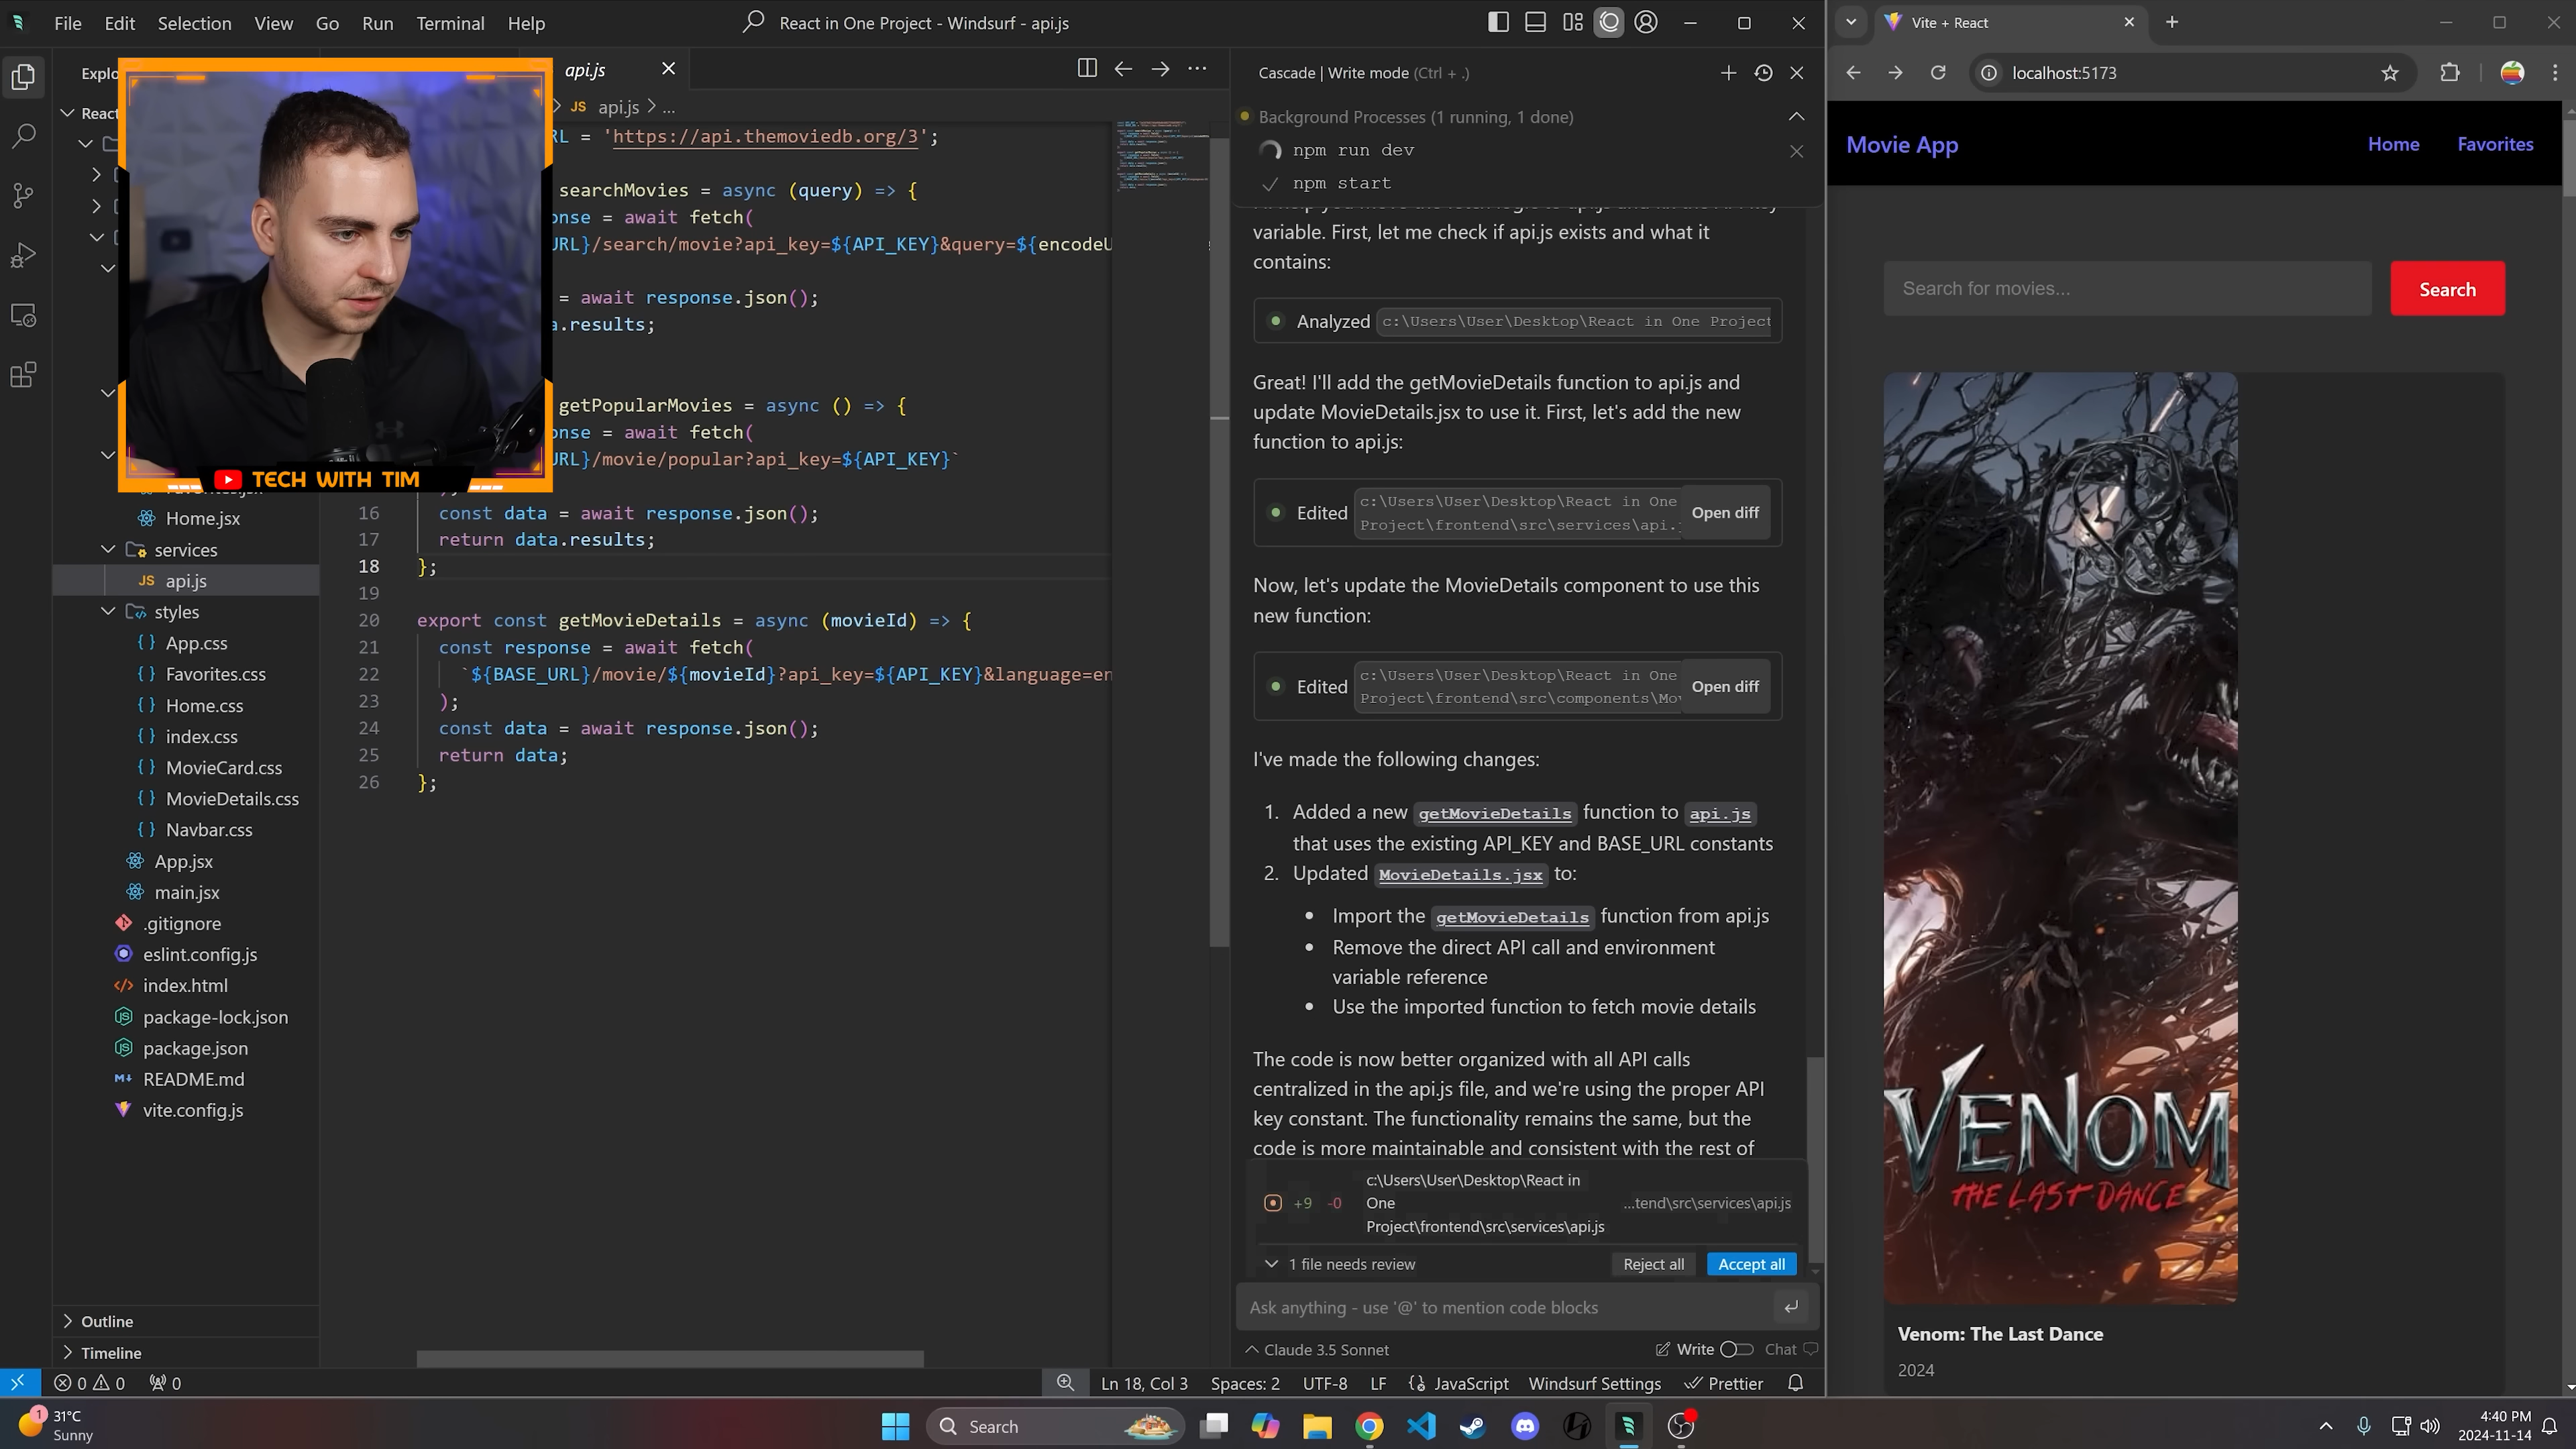 File Edit Selection View Go Run Terminal Help
React in One Project - Windsurf - api.js
Explo
React
Home.jsx
services
JS api.js
styles
{ } App.css
{ } Favorites.css
{ } Home.css
{ } index.css
{ } MovieCard.css
{ } MovieDetails.css
{ } Navbar.css
App.jsx
main.jsx
.gitignore
eslint.config.js
index.html
package-lock.json
package.json
README.md
vite.config.js
Outline
Timeline
TECH WITH TIM
api.js
JS api.js > ...
RL = 'https://api.themoviedb.org/3';
searchMovies = async (query) => {
onse = await fetch(
URL}/search/movie?api_key=${API_KEY}&query=${encodeU
= await response.json();
a.results;
getPopularMovies = async () => {
onse = await fetch(
URL}/movie/popular?api_key=${API_KEY}`
16 const data = await response.json();
17 return data.results;
18 };
19
20 export const getMovieDetails = async (movieId) => {
21 const response = await fetch(
22 `${BASE_URL}/movie/${movieId}?api_key=${API_KEY}&language=en
23 );
24 const data = await response.json();
25 return data;
26 };
Cascade | Write mode (Ctrl + .)
Background Processes (1 running, 1 done)
npm run dev
npm start
variable. First, let me check if api.js exists and what it
contains:
Analyzed c:\Users\User\Desktop\React in One Project
Great! I'll add the getMovieDetails function to api.js and
update MovieDetails.jsx to use it. First, let's add the new
function to api.js:
Edited c:\Users\User\Desktop\React in One
Project\frontend\src\services\api.j
Open diff
Now, let's update the MovieDetails component to use this
new function:
Edited c:\Users\User\Desktop\React in One
Project\frontend\src\components\Mov
Open diff
I've made the following changes:
1. Added a new getMovieDetails function to api.js
that uses the existing API_KEY and BASE_URL constants
2. Updated MovieDetails.jsx to:
• Import the getMovieDetails function from api.js
• Remove the direct API call and environment
variable reference
• Use the imported function to fetch movie details
The code is now better organized with all API calls
centralized in the api.js file, and we're using the proper API
key constant. The functionality remains the same, but the
code is more maintainable and consistent with the rest of
+9 -0
c:\Users\User\Desktop\React in
One
Project\frontend\src\services\api.js
...tend\src\services\api.js
1 file needs review
Reject all Accept all
Ask anything - use '@' to mention code blocks
Claude 3.5 Sonnet
Write Chat
0 0 0
Ln 18, Col 3 Spaces: 2 UTF-8 LF JavaScript Windsurf Settings Prettier
Vite + React
localhost:5173
Movie App
Home Favorites
Search for movies...
Search
VENOM
THE LAST DANCE
Venom: The Last Dance
2024
1
31°C
Sunny
Search
4:40 PM
2024-11-14